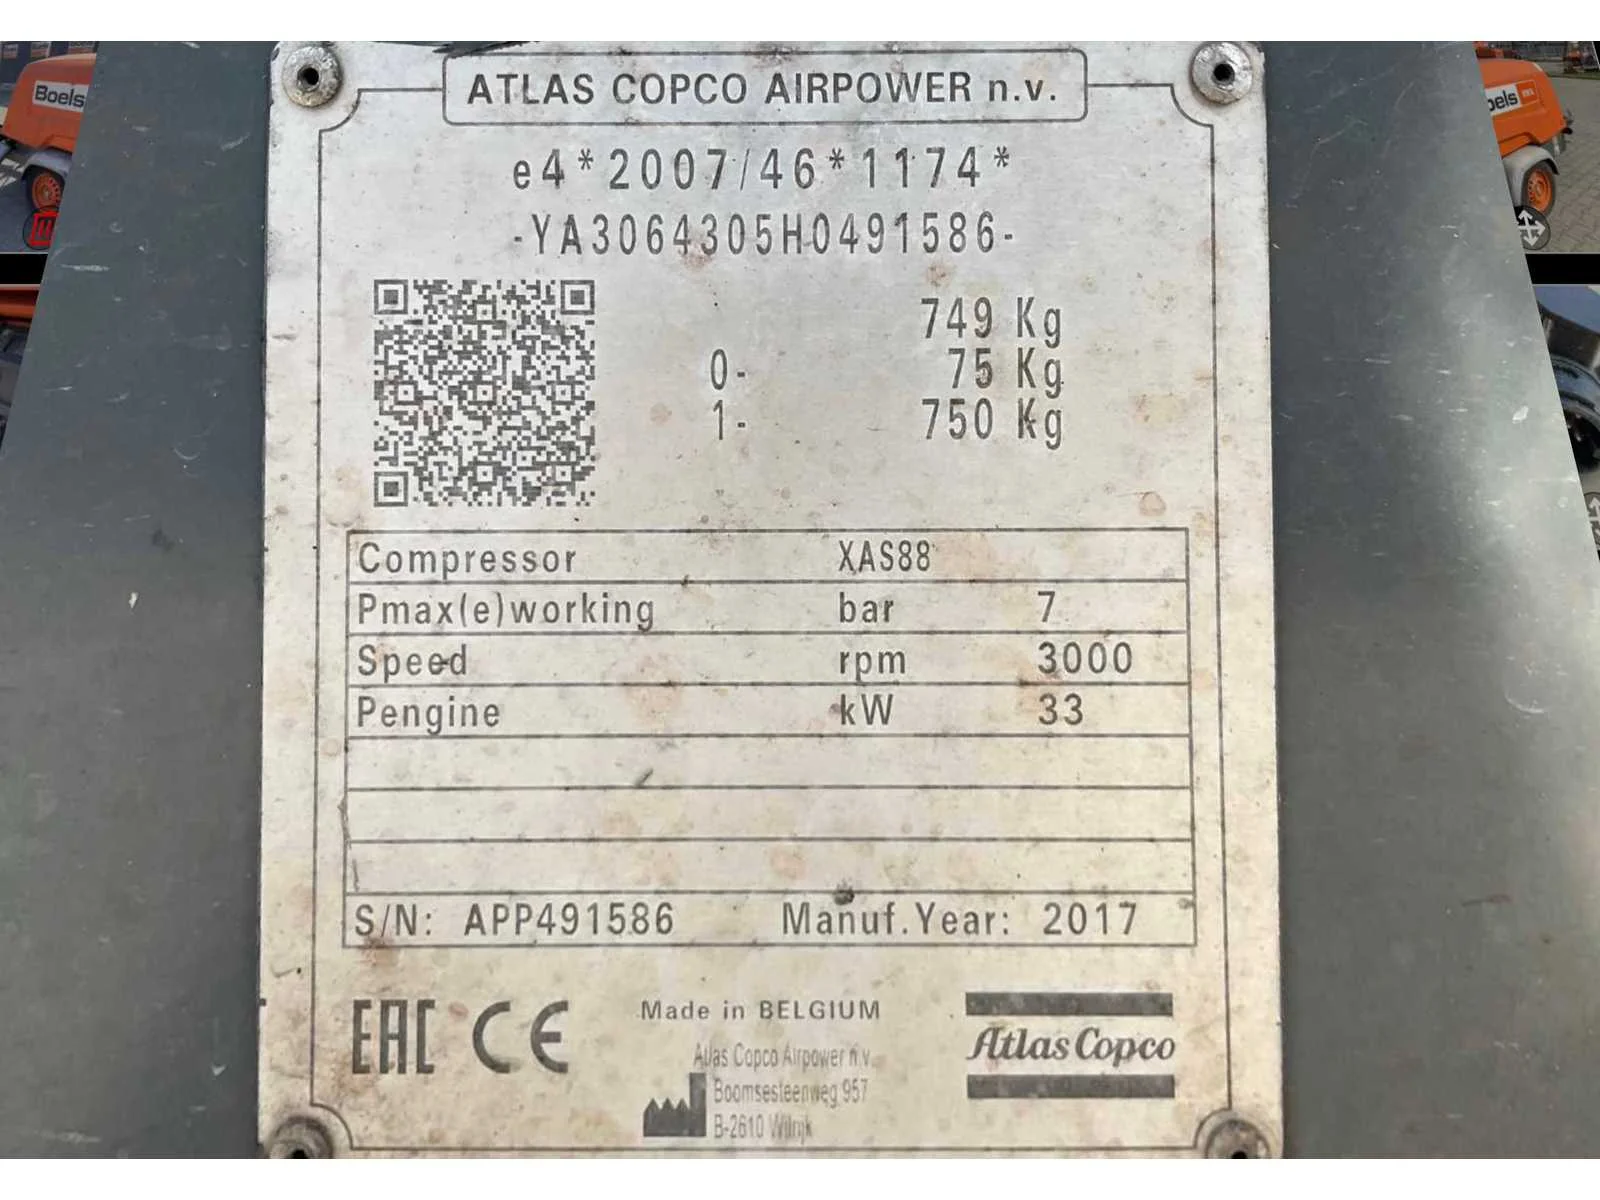 Boels
ATLAS COPCO AIRPOWER n.v.
e4*2007/46*1174*
-YA3064305H0491586-
749 Kg
0- 75 Kg
1- 750 Kg
Compressor XAS88
Pmax(e)working bar 7
Speed rpm 3000
Pengine kW 33
S/N: APP491586 Manuf.Year: 2017
EAC CE
Made in BELGIUM
Atlas Copco Airpower n.v.
Boomsesteenweg 957
B-2610 Wilrijk
Atlas Copco